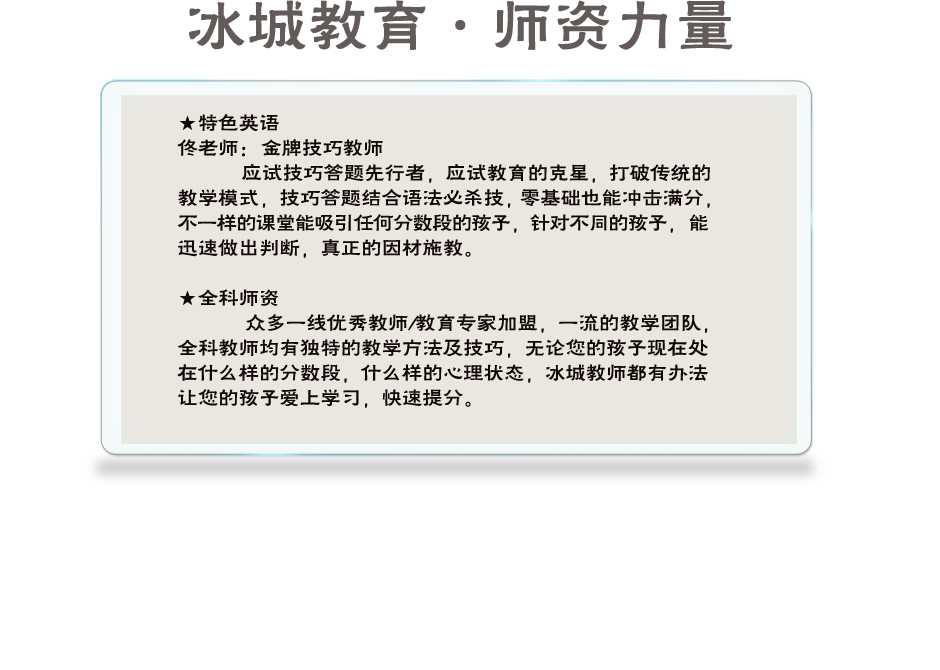 冰城教育·师资力量
★特色英语
佟老师：金牌技巧教师
应试技巧答题先行者，应试教育的克星，打破传统的
教学模式，技巧答题结合语法必杀技，零基础也能冲击满分，
不一样的课堂能吸引任何分数段的孩子，针对不同的孩子，能
迅速做出判断，真正的因材施教。
★全科师资
众多一线优秀教师/教育专家加盟，一流的教学团队，
全科教师均有独特的教学方法及技巧，无论您的孩子现在处
在什么样的分数段，什么样的心理状态，冰城教师都有办法
让您的孩子爱上学习，快速提分。